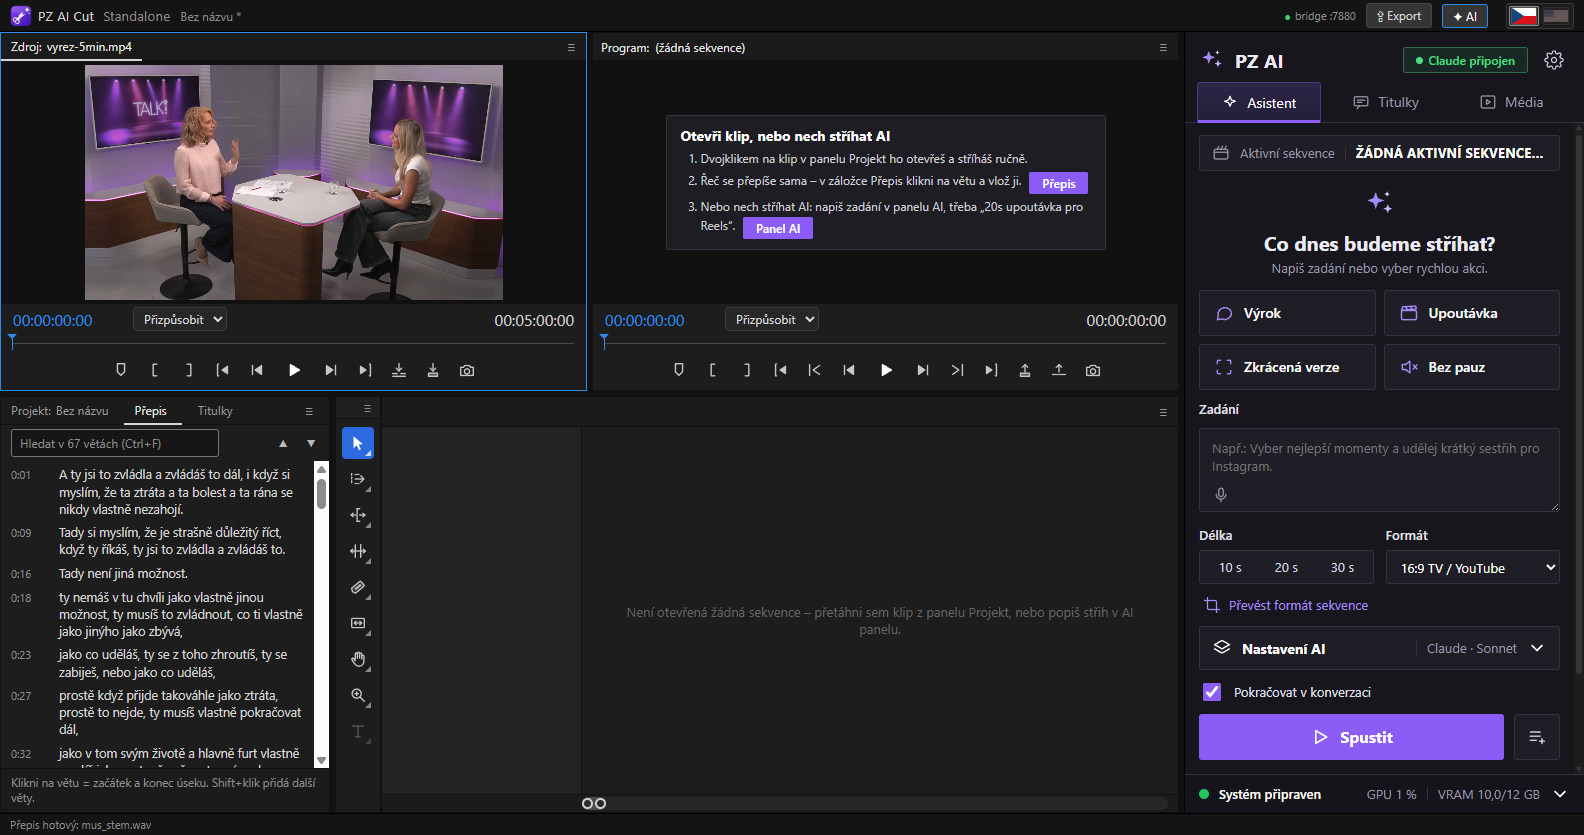 PZ AI Cut Standalone Bez názvu *
bridge :7880
Export
AI
Zdroj: vyrez-5min.mp4
TALK!
00:00:00:00
Přizpůsobit
00:05:00:00
Program: (žádná sekvence)
Otevři klip, nebo nech stříhat AI
1. Dvojklikem na klip v panelu Projekt ho otevřeš a stříháš ručně.
2. Řeč se přepíše sama – v záložce Přepis klikni na větu a vlož ji. Přepis
3. Nebo nech stříhat AI: napiš zadání v panelu AI, třeba „20s upoutávka pro
Reels“. Panel AI
00:00:00:00
Přizpůsobit
00:00:00:00
Projekt: Bez názvu
Přepis
Titulky
Hledat v 67 větách (Ctrl+F)
0:01 A ty jsi to zvládla a zvládáš to dál, i když si
myslím, že ta ztráta a ta bolest a ta rána se
nikdy vlastně nezahojí.
0:09 Tady si myslím, že je strašně důležitý říct,
když ty říkáš, ty jsi to zvládla a zvládáš to.
0:16 Tady není jiná možnost.
0:18 ty nemáš v tu chvíli jako vlastně jinou
možnost, ty musíš to zvládnout, co ti vlastně
jako jinýho jako zbývá,
0:23 jako co uděláš, ty se z toho zhroutíš, ty se
zabiješ, nebo jako co uděláš,
0:27 prostě když přijde takováhle jako ztráta,
prostě to nejde, ty musíš vlastně pokračovat
dál,
0:32 jako v tom svým životě a hlavně furt vlastně
Klikni na větu = začátek a konec úseku. Shift+klik přidá další
věty.
Přepis hotový: mus_stem.wav
Není otevřená žádná sekvence – přetáhni sem klip z panelu Projekt, nebo popiš střih v AI
panelu.
PZ AI
Claude připojen
Asistent
Titulky
Média
Aktivní sekvence
ŽÁDNÁ AKTIVNÍ SEKVENCE...
Co dnes budeme stříhat?
Napiš zadání nebo vyber rychlou akci.
Výrok
Upoutávka
Zkrácená verze
Bez pauz
Zadání
Např.: Vyber nejlepší momenty a udělej krátký sestřih pro
Instagram.
Délka
Formát
10 s 20 s 30 s
16:9 TV / YouTube
Převést formát sekvence
Nastavení AI
Claude · Sonnet
Pokračovat v konverzaci
Spustit
Systém připraven
GPU 1 %
VRAM 10,0/12 GB